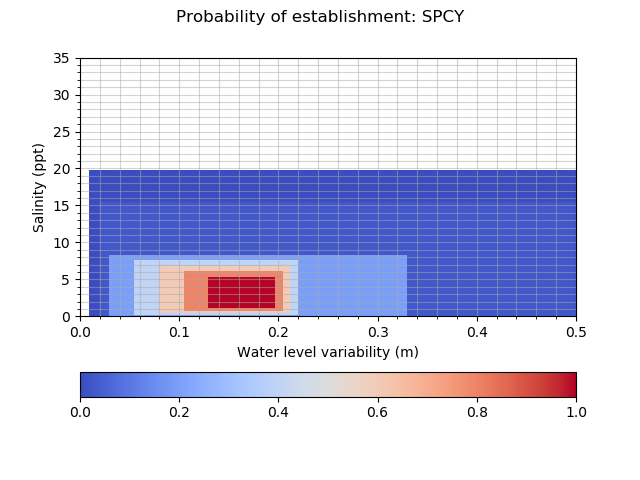 Probability of establishment: SPCY
Salinity (ppt)
35
30
25
20
15
10
5
0
0.0 0.1 0.2 0.3 0.4 0.5
Water level variability (m)
0.0 0.2 0.4 0.6 0.8 1.0